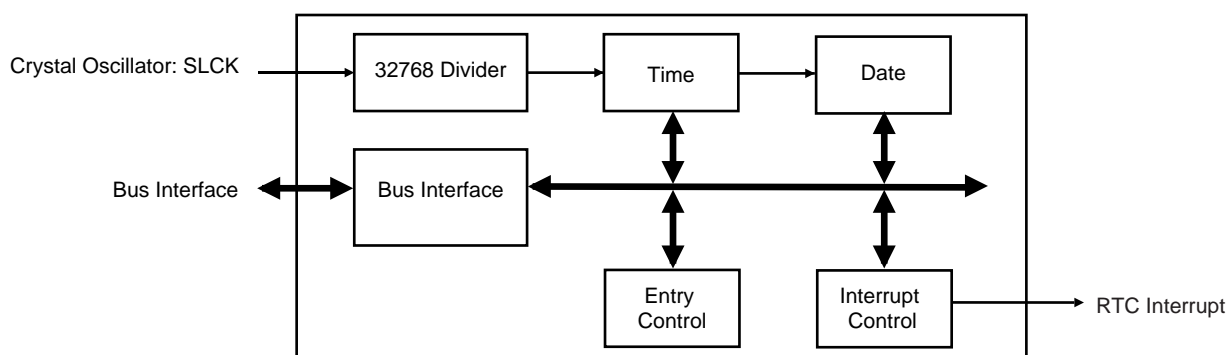 Crystal Oscillator: SLCK
32768 Divider
Time
Date
Bus Interface
Bus Interface
Entry
Control
Interrupt
Control
RTC Interrupt